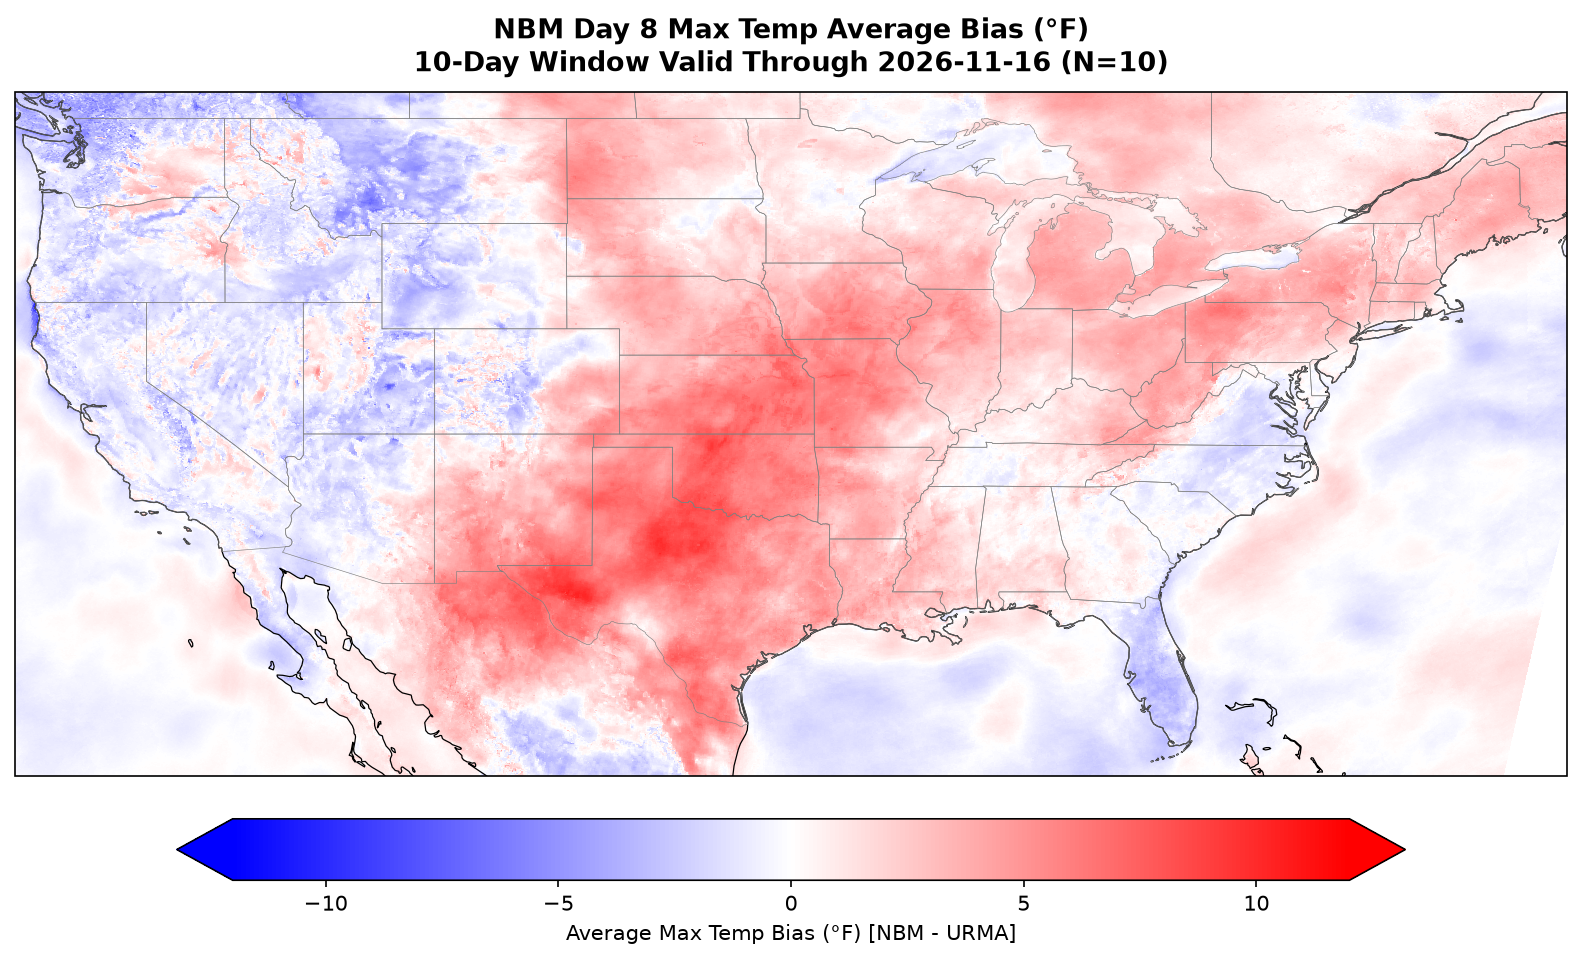 NBM Day 8 Max Temp Average Bias (°F)
10-Day Window Valid Through 2026-11-16 (N=10)
−10 −5 0 5 10
Average Max Temp Bias (°F) [NBM - URMA]